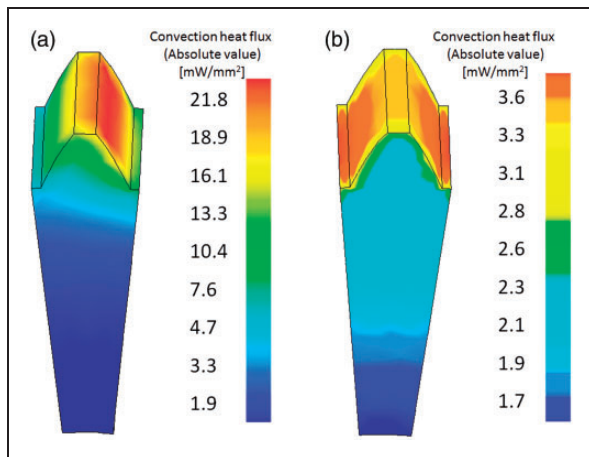 (a)
Convection heat flux
(Absolute value)
[mW/mm²]
21.8
18.9
16.1
13.3
10.4
7.6
4.7
3.3
1.9
(b)
Convection heat flux
(Absolute value)
[mW/mm²]
3.6
3.3
3.1
2.8
2.6
2.3
2.1
1.9
1.7